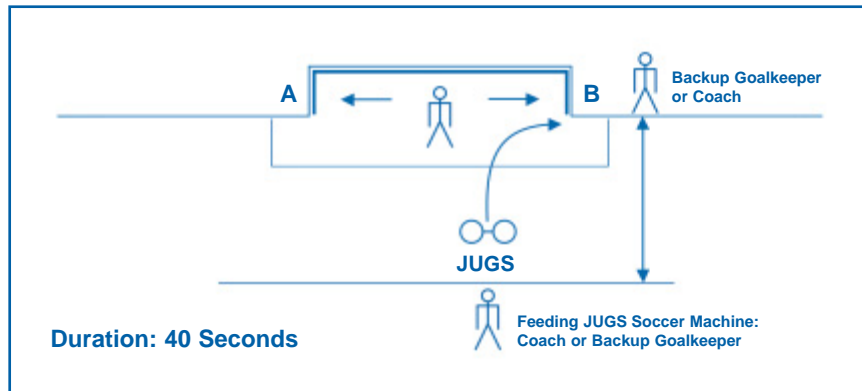 A
B
Backup Goalkeeper
or Coach
JUGS
Duration: 40 Seconds
Feeding JUGS Soccer Machine:
Coach or Backup Goalkeeper